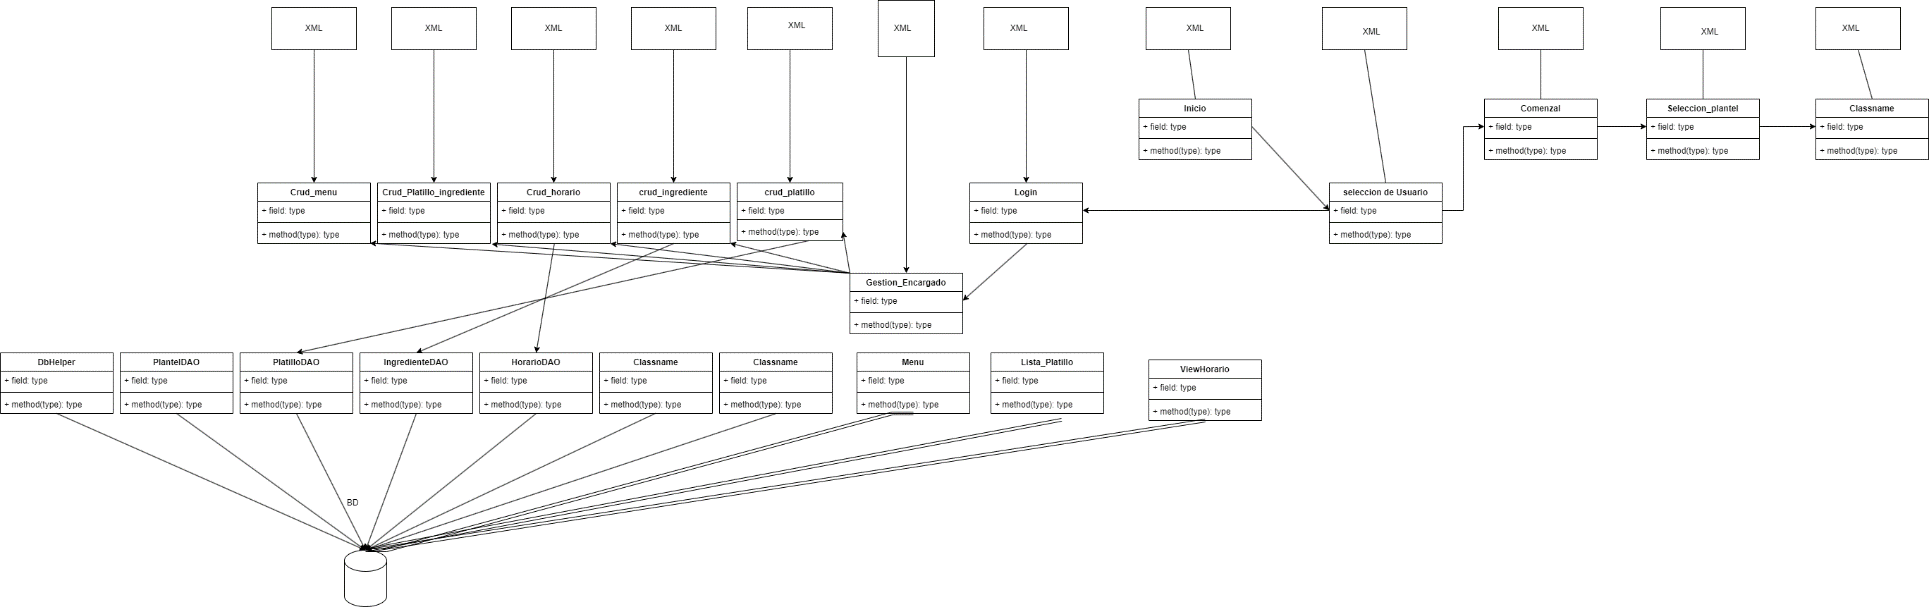 XML
XML
XML
XML
XML
XML
XML
XML
XML
XML
XML
XML
Inicio
+ field: type
+ method(type): type
Comenzal
+ field: type
+ method(type): type
Seleccion_plantel
+ field: type
+ method(type): type
Classname
+ field: type
+ method(type): type
Crud_menu
+ field: type
+ method(type): type
Crud_Platillo_ingrediente
+ field: type
+ method(type): type
Crud_horario
+ field: type
+ method(type): type
crud_ingrediente
+ field: type
+ method(type): type
crud_platillo
+ field: type
+ method(type): type
Login
+ field: type
+ method(type): type
seleccion de Usuario
+ field: type
+ method(type): type
Gestion_Encargado
+ field: type
+ method(type): type
DbHelper
+ field: type
+ method(type): type
PlantelDAO
+ field: type
+ method(type): type
PlatilloDAO
+ field: type
+ method(type): type
IngredienteDAO
+ field: type
+ method(type): type
HorarioDAO
+ field: type
+ method(type): type
Classname
+ field: type
+ method(type): type
Classname
+ field: type
+ method(type): type
Menu
+ field: type
+ method(type): type
Lista_Platillo
+ field: type
+ method(type): type
ViewHorario
+ field: type
+ method(type): type
BD